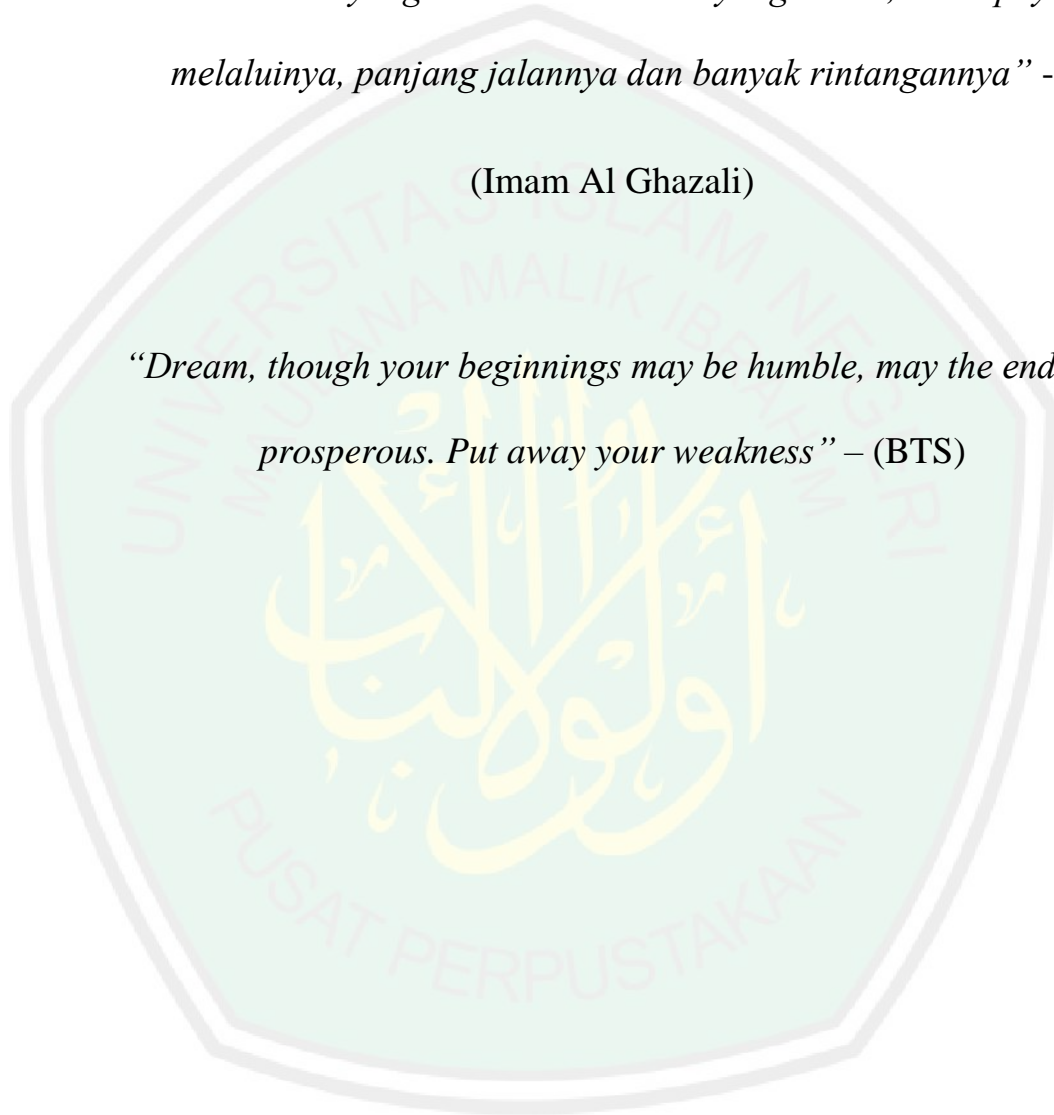 melaluinya, panjang jalannya dan banyak rintangannya” -
(Imam Al Ghazali)
“Dream, though your beginnings may be humble, may the end
prosperous. Put away your weakness” – (BTS)
UNIVERSITAS ISLAM NEGERI
MAULANA MALIK IBRAHIM
PUSAT PERPUSTAKAAN